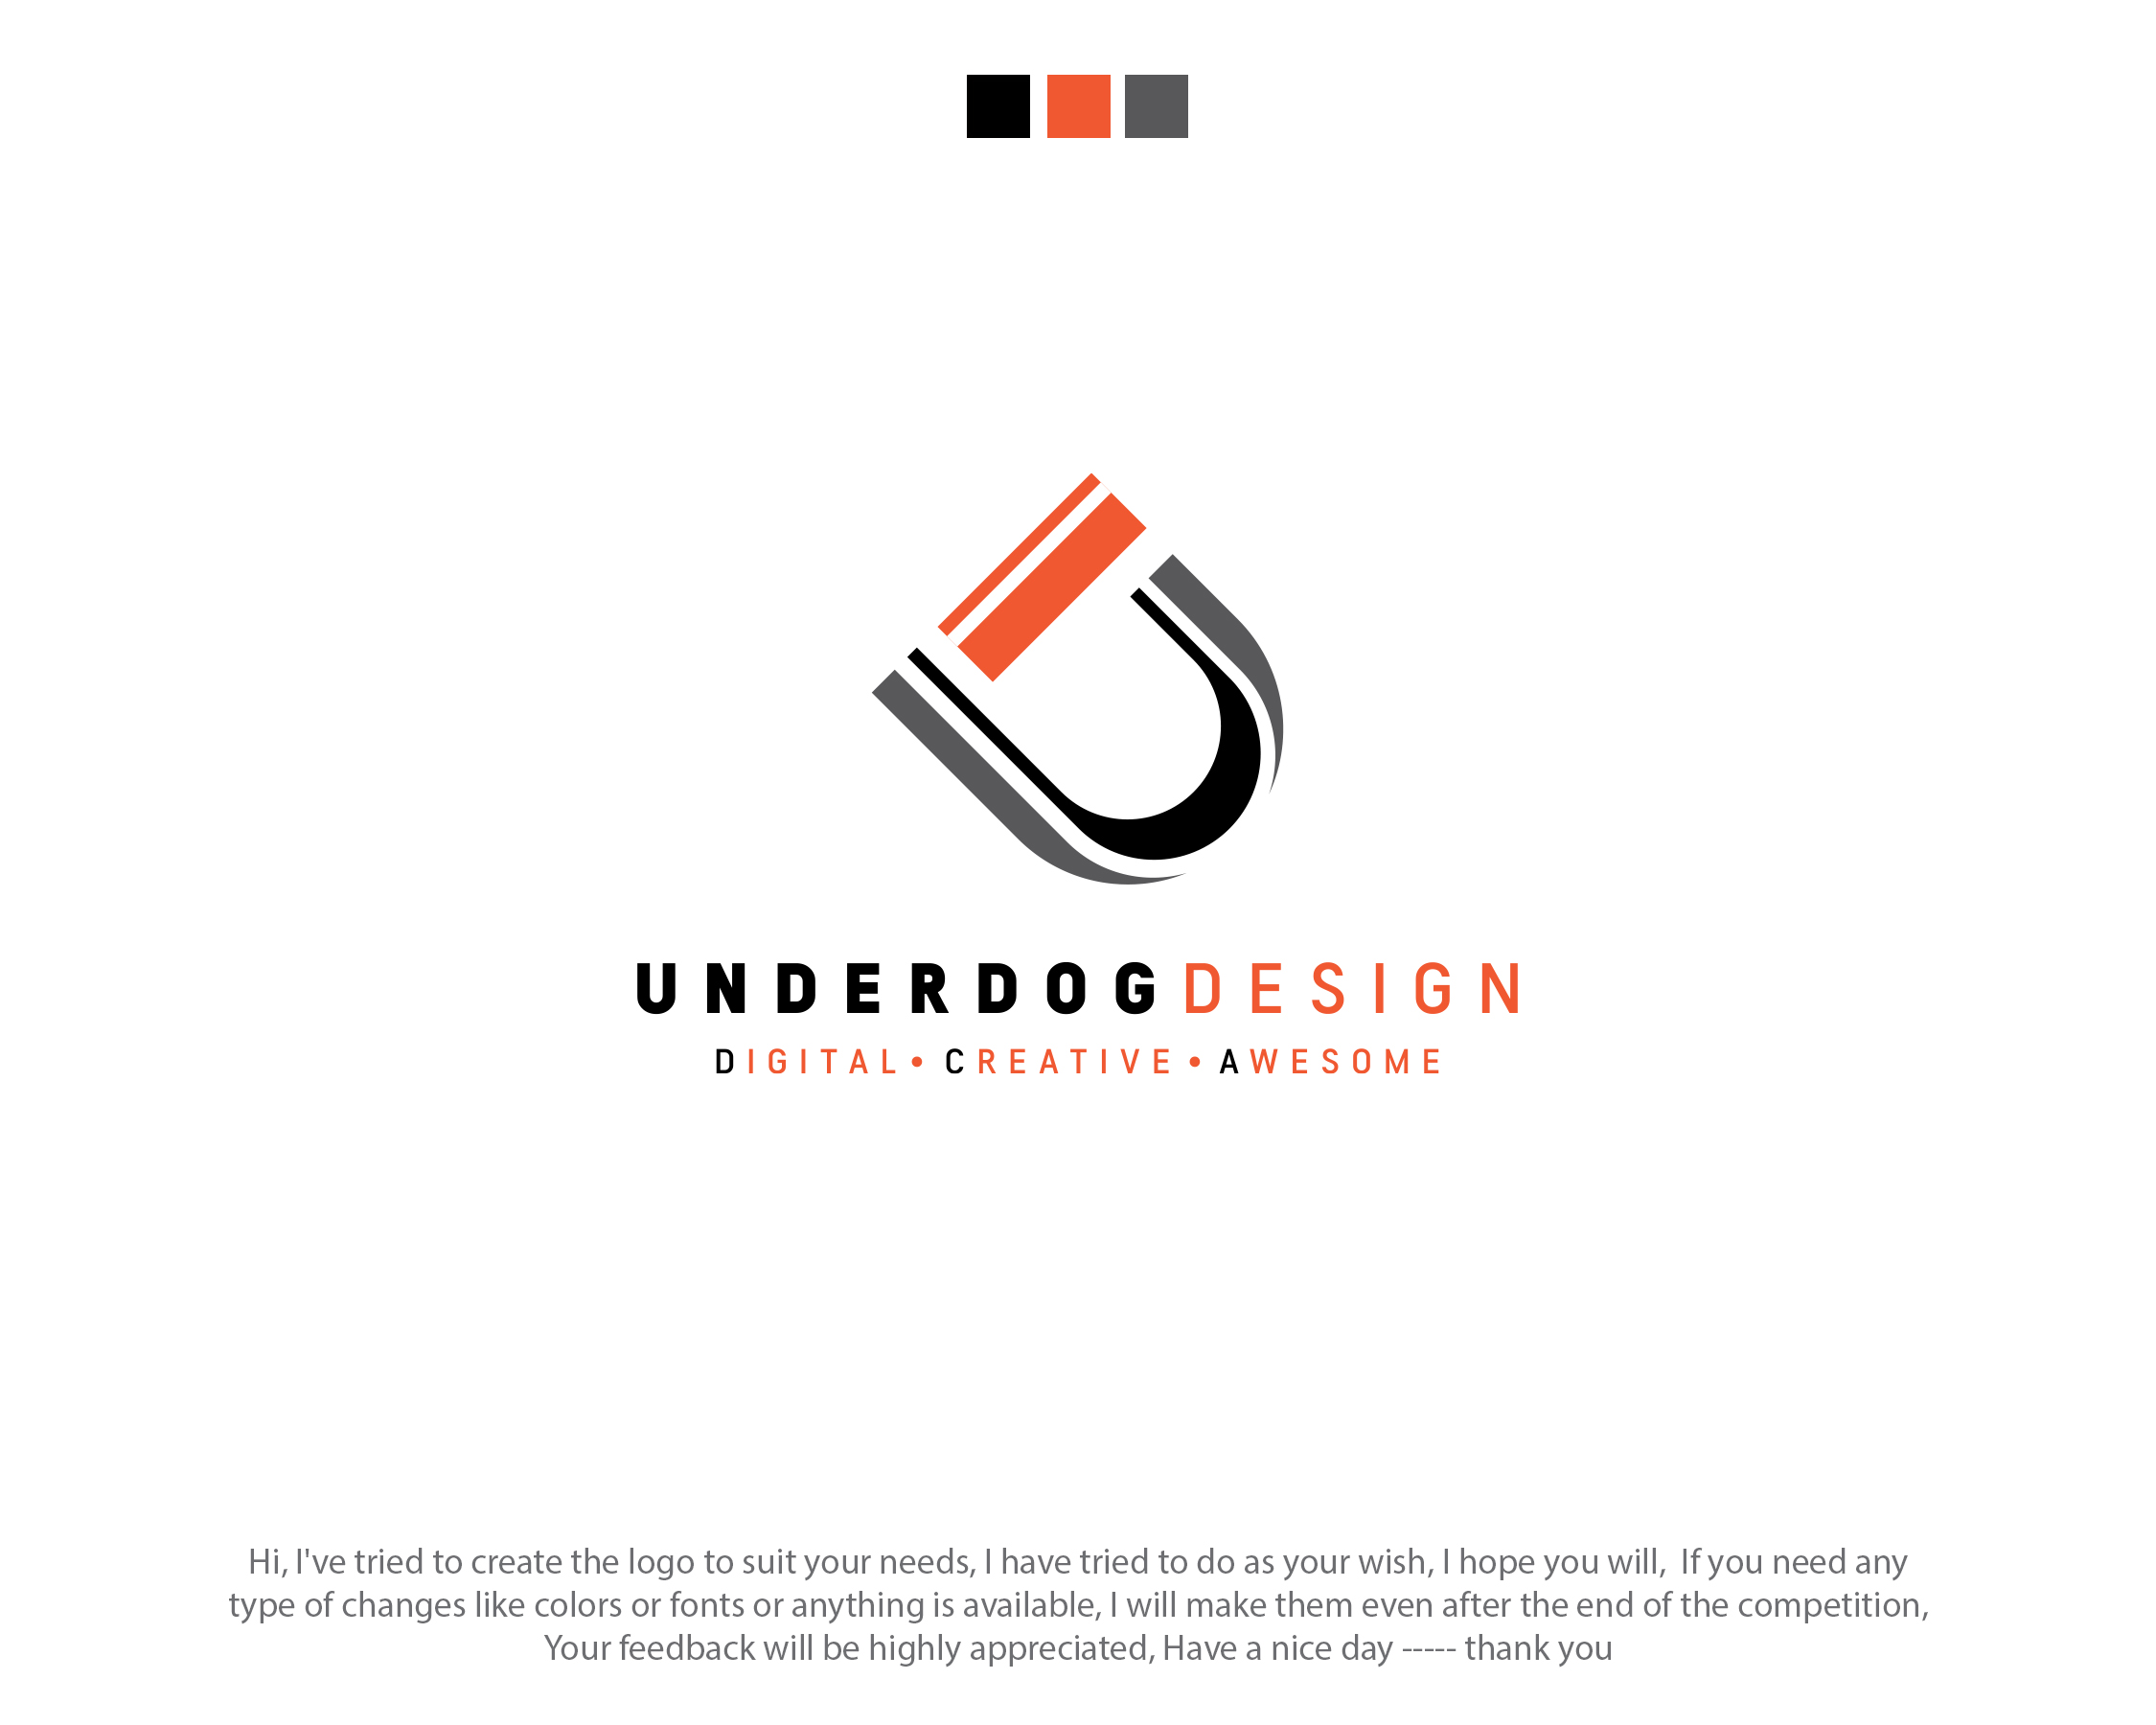 UNDERDOGDESIGN
DIGITAL• CREATIVE• AWESOME
Hi, I've tried to create the logo to suit your needs, I have tried to do as your wish, I hope you will,  If you need any
type of changes like colors or fonts or anything is available, I will make them even after the end of the competition,
Your feedback will be highly appreciated, Have a nice day ----- thank you